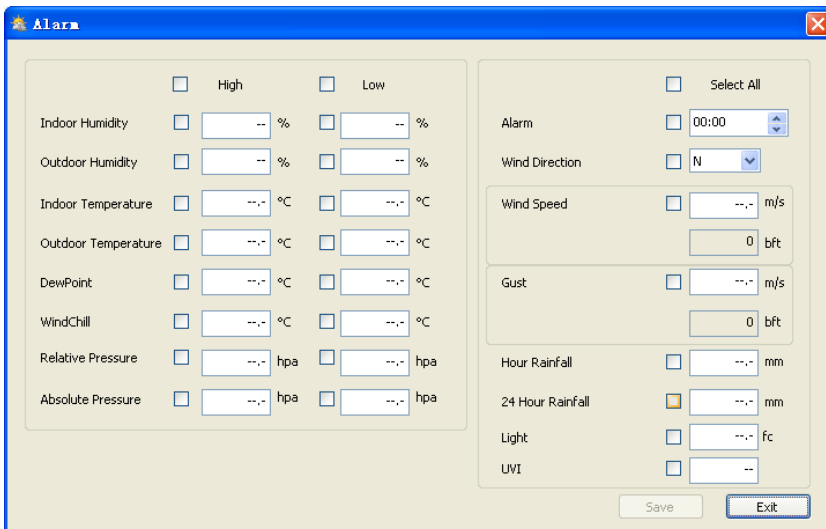 Alarm
High Low
Indoor Humidity -- % -- %
Outdoor Humidity -- % -- %
Indoor Temperature --.- °C --.- °C
Outdoor Temperature --.- °C --.- °C
DewPoint --.- °C --.- °C
WindChill --.- °C --.- °C
Relative Pressure --.- hpa --.- hpa
Absolute Pressure --.- hpa --.- hpa
Select All
Alarm 00:00
Wind Direction N
Wind Speed --.- m/s
0 bft
Gust --.- m/s
0 bft
Hour Rainfall --.- mm
24 Hour Rainfall --.- mm
Light --.- fc
UVI --
Save Exit